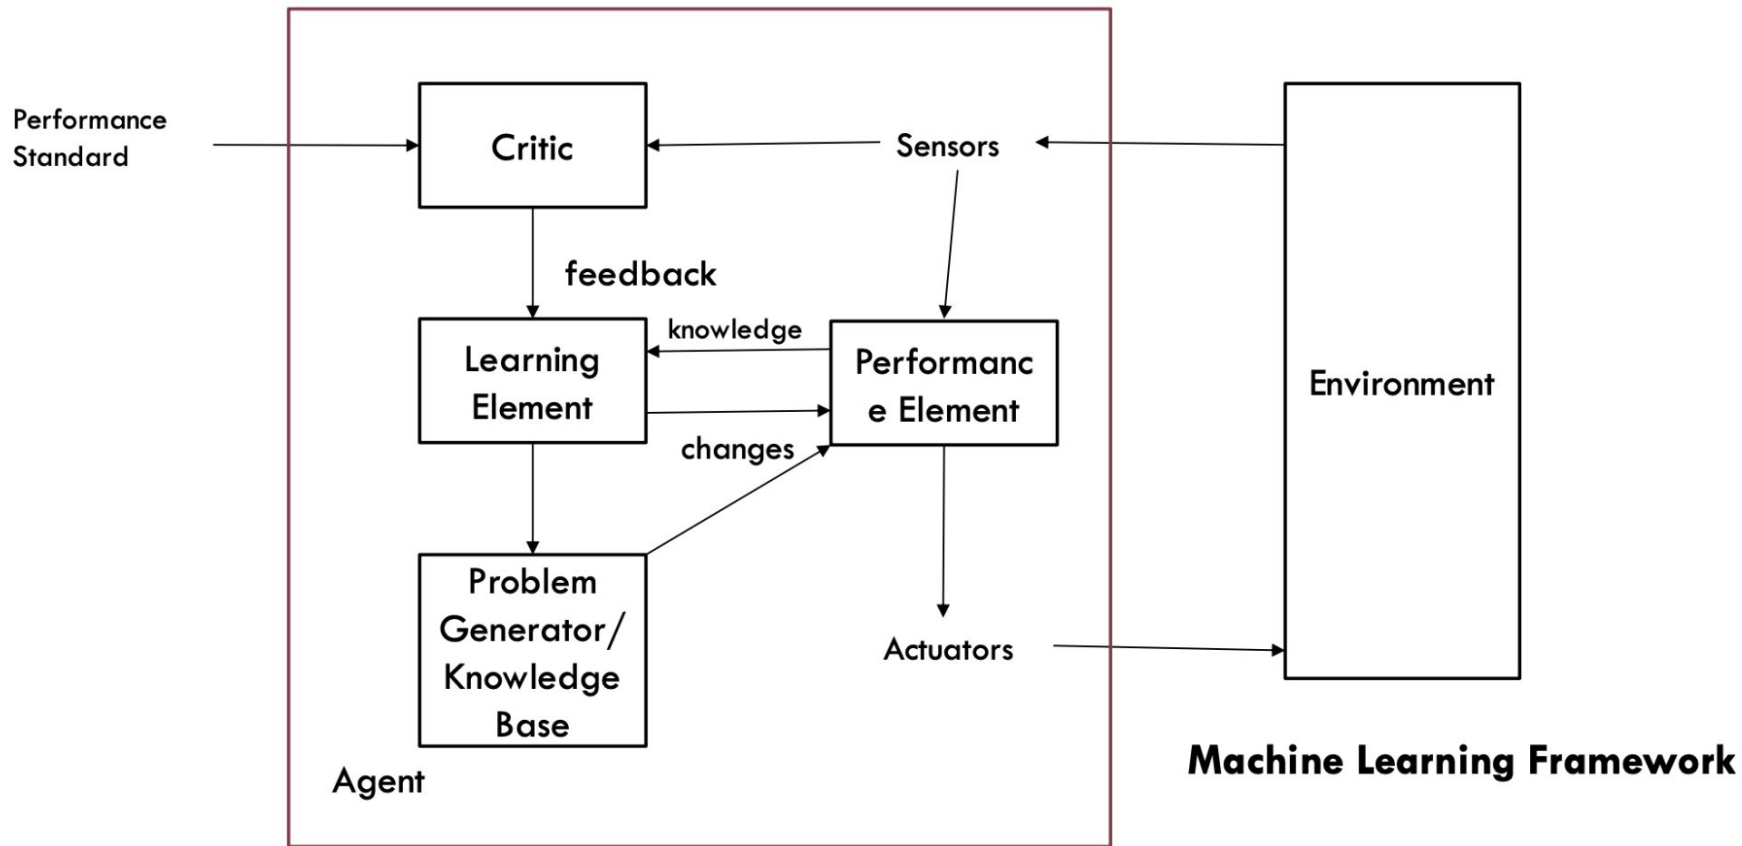 Performance
Standard
Critic
Sensors
feedback
knowledge
Learning
Element
Performanc
e Element
Environment
changes
Problem
Generator/
Knowledge
Base
Actuators
Agent
Machine Learning Framework